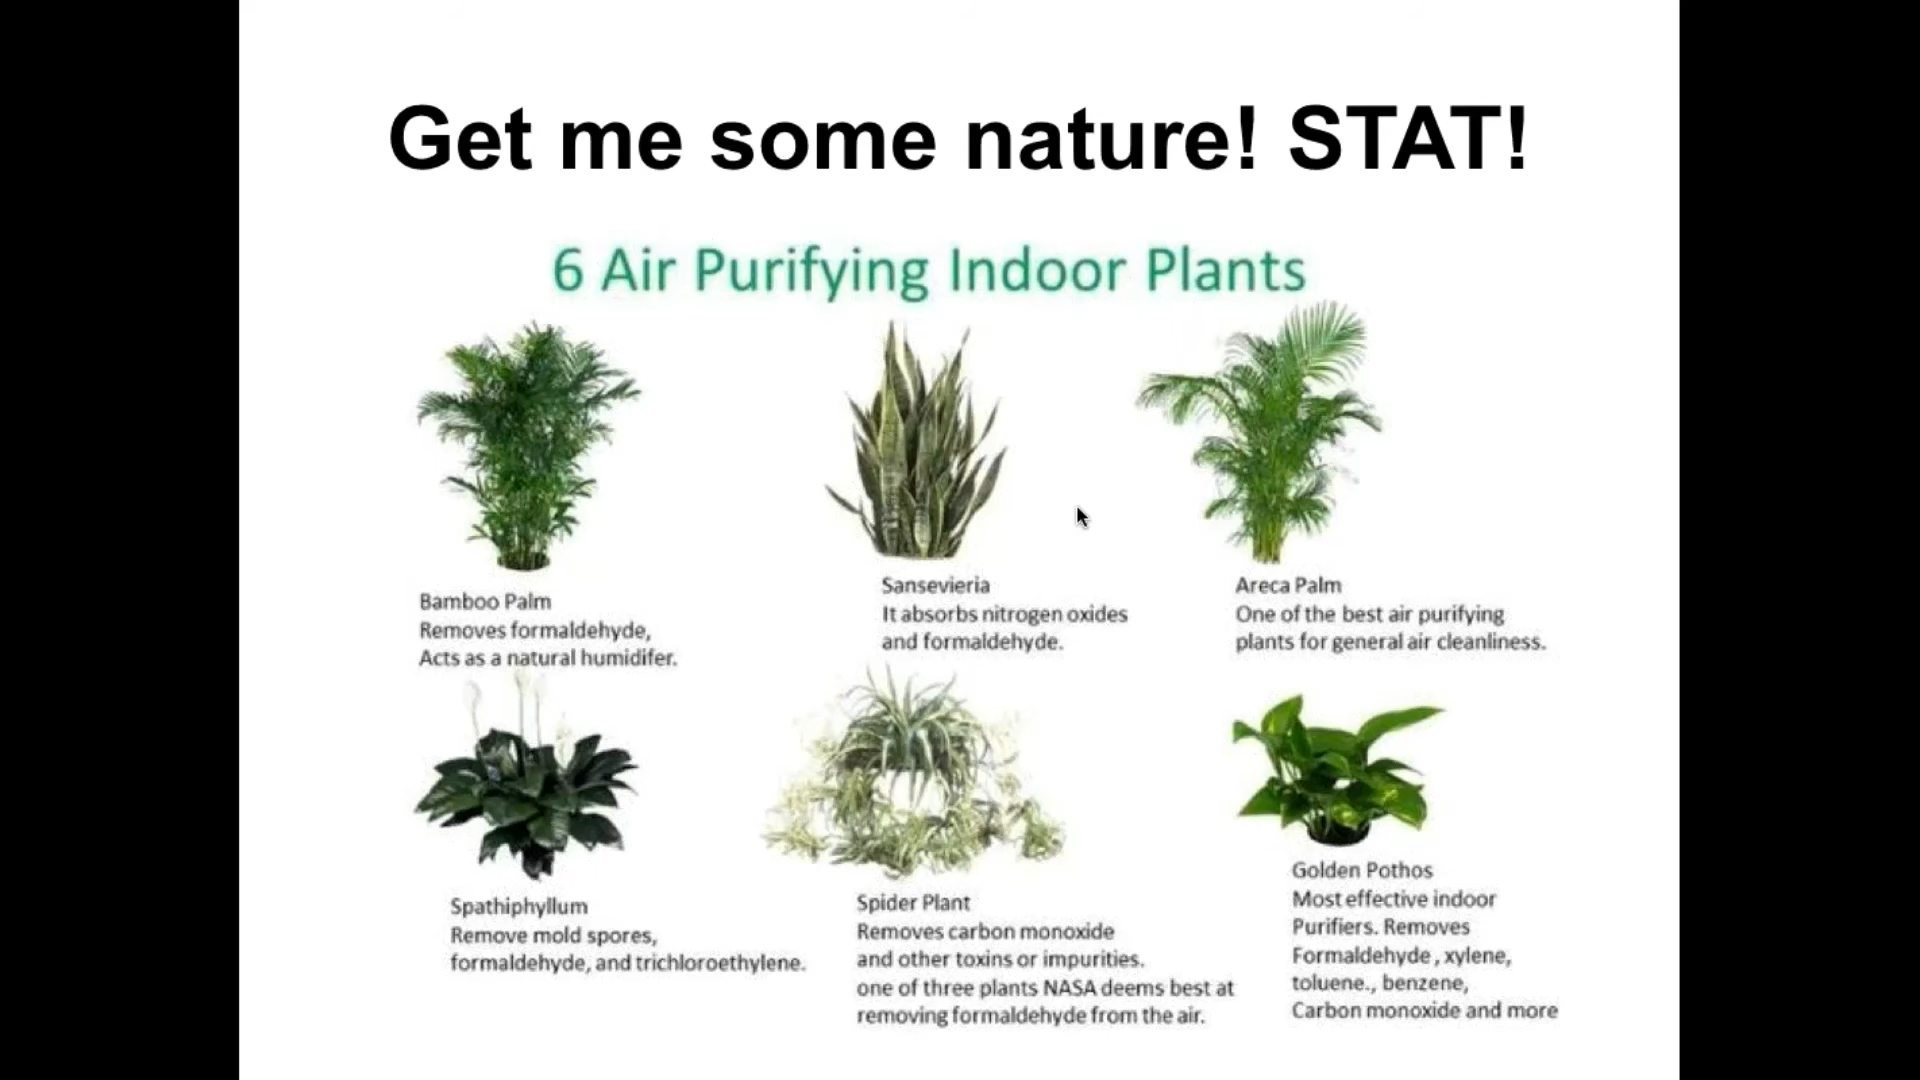 Get me some nature! STAT!
6 Air Purifying Indoor Plants
Bamboo Palm
Removes formaldehyde,
Acts as a natural humidifer.
Sansevieria
It absorbs nitrogen oxides
and formaldehyde.
Areca Palm
One of the best air purifying
plants for general air cleanliness.
Spathiphyllum
Remove mold spores,
formaldehyde, and trichloroethylene.
Spider Plant
Removes carbon monoxide
and other toxins or impurities.
one of three plants NASA deems best at
removing formaldehyde from the air.
Golden Pothos
Most effective indoor
Purifiers. Removes
Formaldehyde , xylene,
toluene., benzene,
Carbon monoxide and more